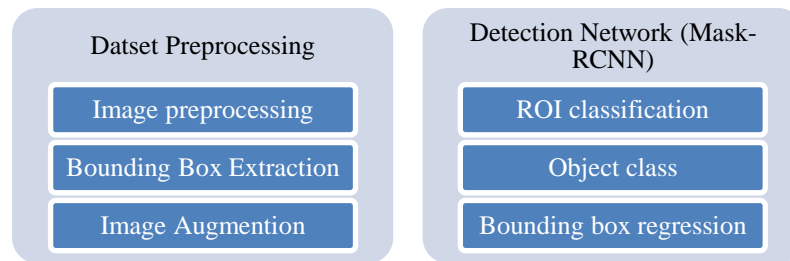 Datset Preprocessing
Image preprocessing
Bounding Box Extraction
Image Augmention
Detection Network (Mask-
RCNN)
ROI classification
Object class
Bounding box regression